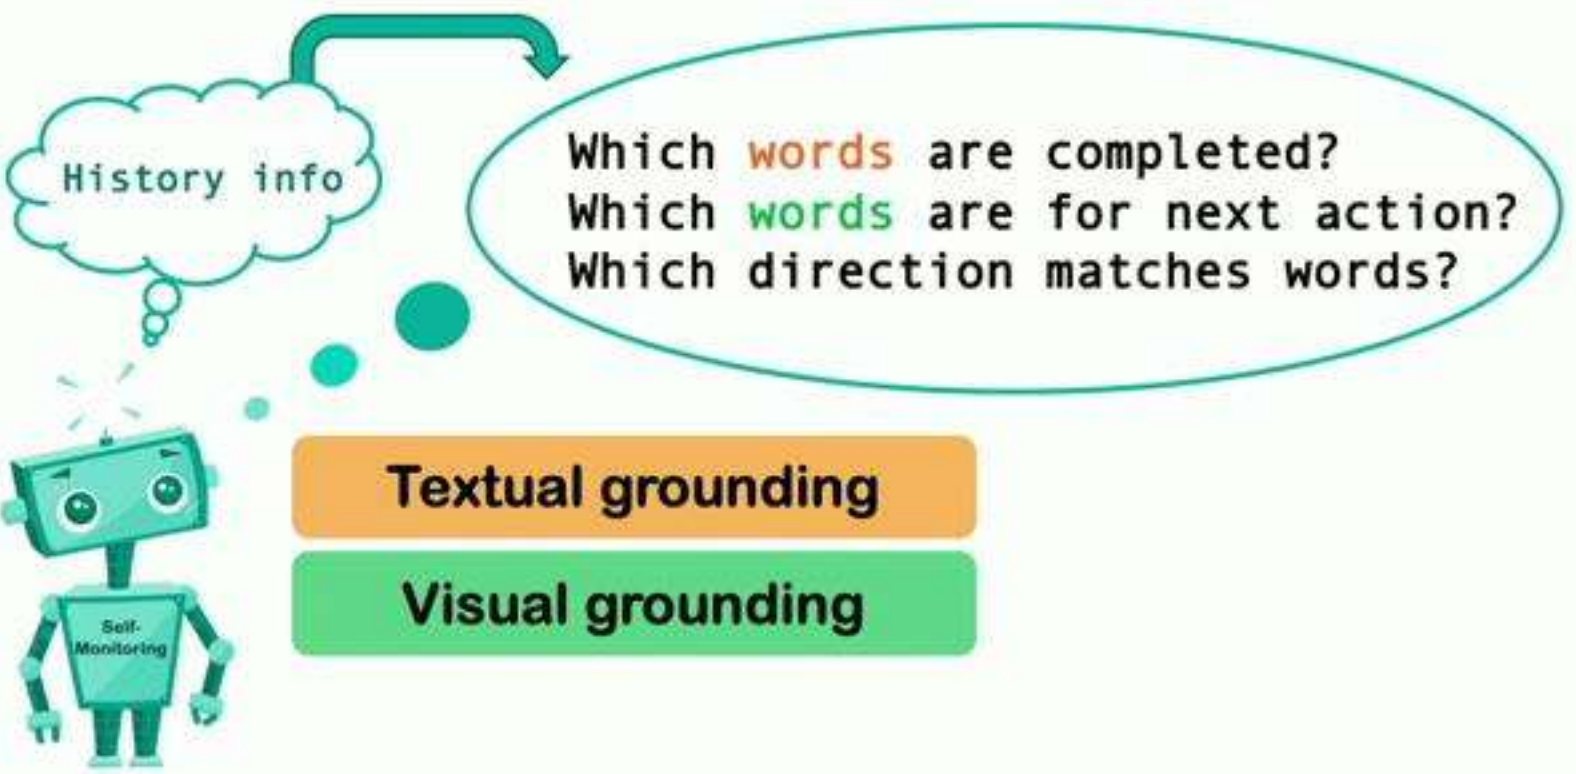 History info
Which words are completed?
Which words are for next action?
Which direction matches words?
Textual grounding
Visual grounding
Self-
Monitoring